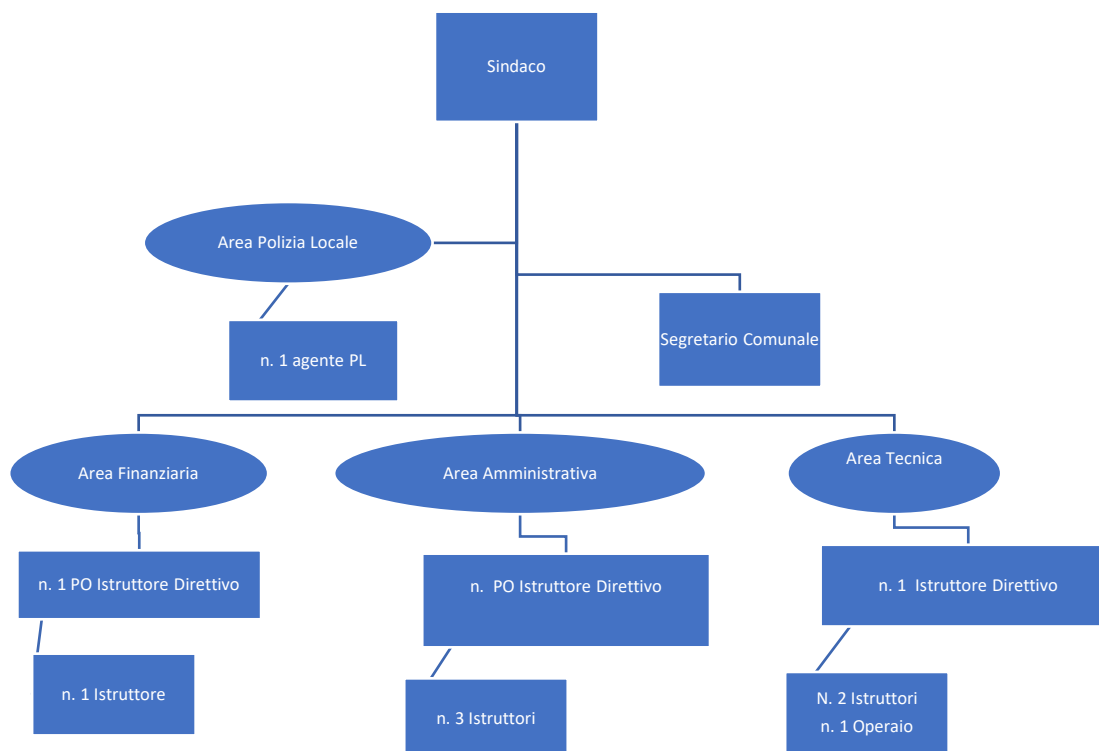 Sindaco
Area Polizia Locale
n. 1 agente PL
Segretario Comunale
Area Finanziaria
Area Amministrativa
Area Tecnica
n. 1 PO Istruttore Direttivo
n.  PO Istruttore Direttivo
n. 1  Istruttore Direttivo
n. 1 Istruttore
n. 3 Istruttori
N. 2 Istruttori
n. 1 Operaio